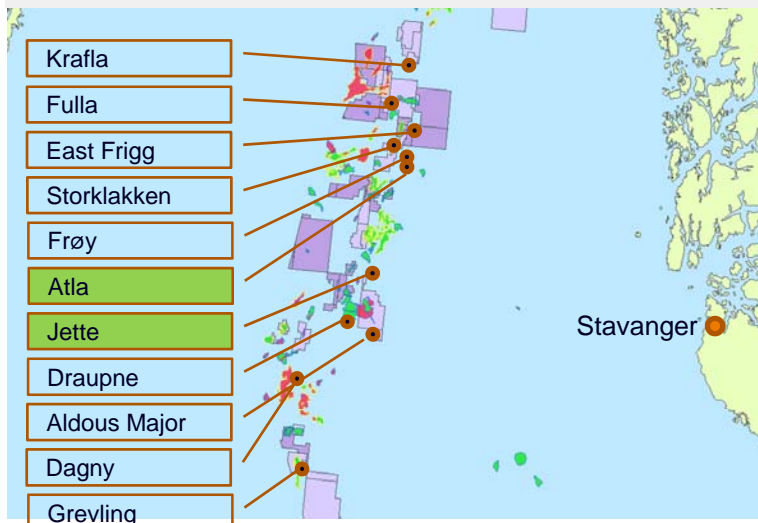 Krafla
Fulla
East Frigg
Storklakken
Frøy
Atla
Jette
Draupne
Aldous Major
Dagny
Grevling
Stavanger